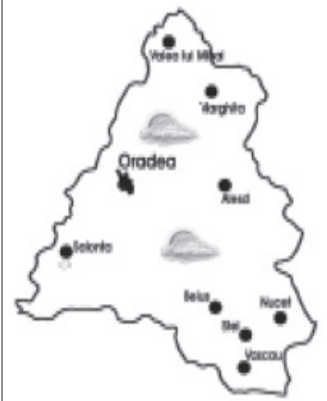 Valea lui Mihai
Marghita
Oradea
Alesd
Salonta
Beius
Nucet
Stei
Vascau